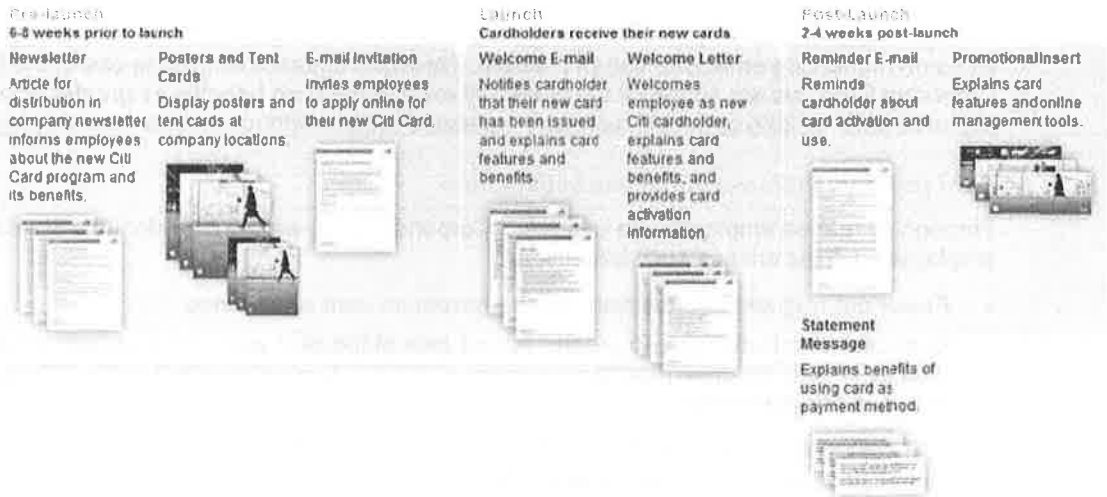 Pre-launch
6-8 weeks prior to launch
Newsletter
Article for
distribution in
company newsletter
informs employees
about the new Citi
Card program and
its benefits.
Posters and Tent
Cards
Display posters and
tent cards at
company locations.
E-mail Invitation
Invites employees
to apply online for
their new Citi Card.
Launch
Cardholders receive their new cards
Welcome E-mail
Notifies cardholder
that their new card
has been issued
and explains card
features and
benefits.
Welcome Letter
Welcomes
employee as new
Citi cardholder,
explains card
features and
benefits, and
provides card
activation
information
Post-Launch
2-4 weeks post-launch
Reminder E-mail
Reminds
cardholder about
card activation and
use.
Statement
Message
Explains benefits of
using card as
payment method.
Promotional Insert
Explains card
features and online
management tools.